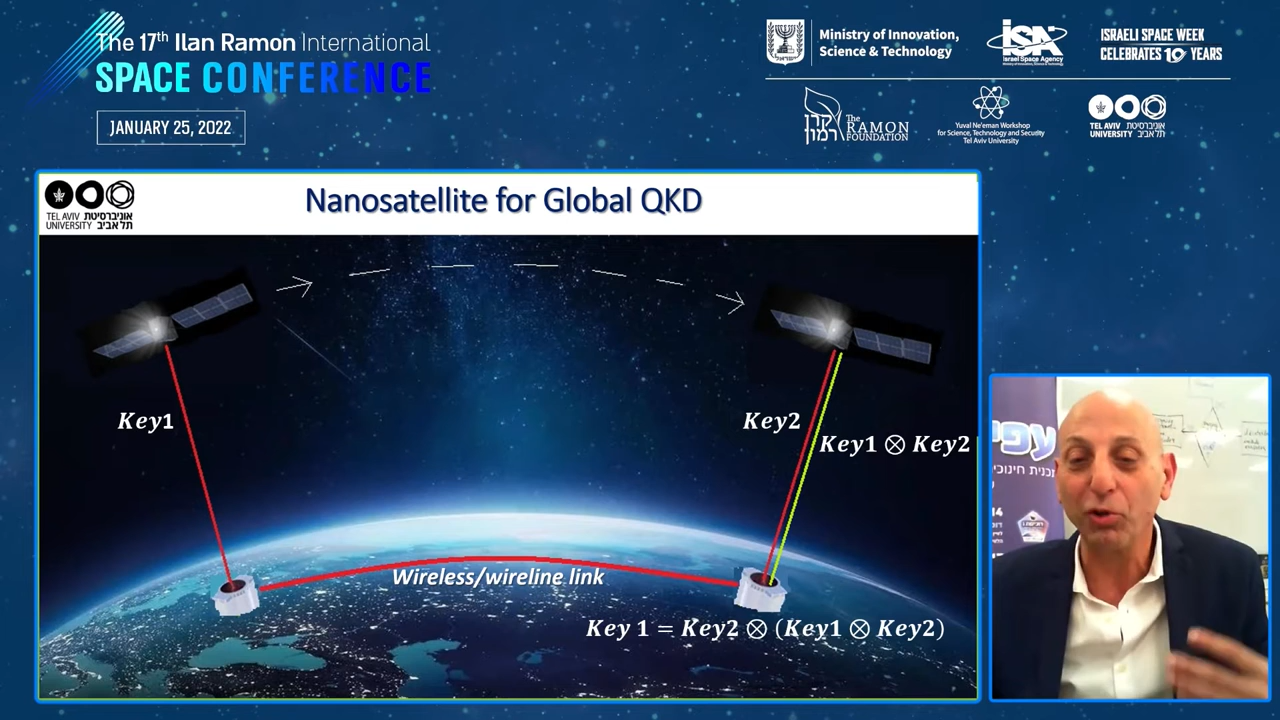 The 17th Ilan Ramon International
SPACE CONFERENCE
JANUARY 25, 2022
Ministry of Innovation,
Science & Technology
ישראל
ISA
Israel Space Agency
ISRAELI SPACE WEEK
CELEBRATES 10 YEARS
קרן
רמון
The
RAMON
FOUNDATION
Yuval Ne'eman Workshop
for Science, Technology and Security
Tel Aviv University
TEL AVIV אוניברסיטת
UNIVERSITY תל אביב
TEL AVIV אוניברסיטת
UNIVERSITY תל אביב
Nanosatellite for Global QKD
Key1
Key2
Key1 ⊗ Key2
Wireless/wireline link
Key 1 = Key2 ⊗ (Key1 ⊗ Key2)